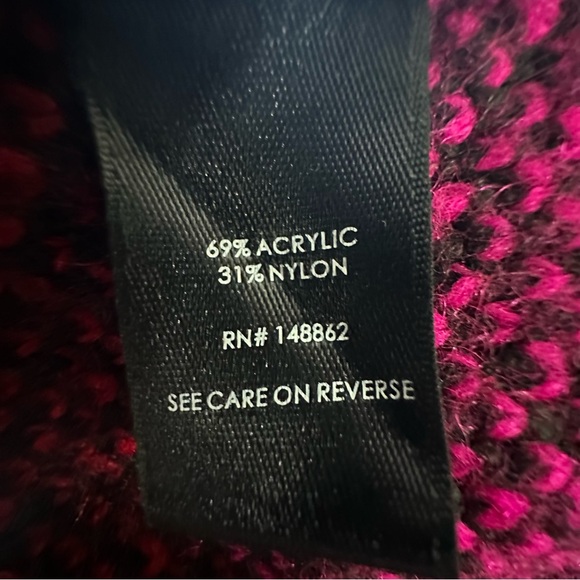 69% ACRYLIC
31% NYLON
RN# 148862
SEE CARE ON REVERSE